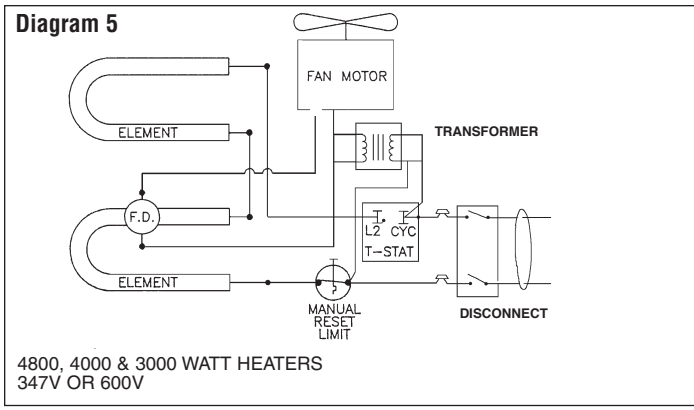 Diagram 5
FAN MOTOR
ELEMENT
TRANSFORMER
F.D.
L2 CYC
T-STAT
ELEMENT
MANUAL
RESET
LIMIT
DISCONNECT
4800, 4000 & 3000 WATT HEATERS
347V OR 600V